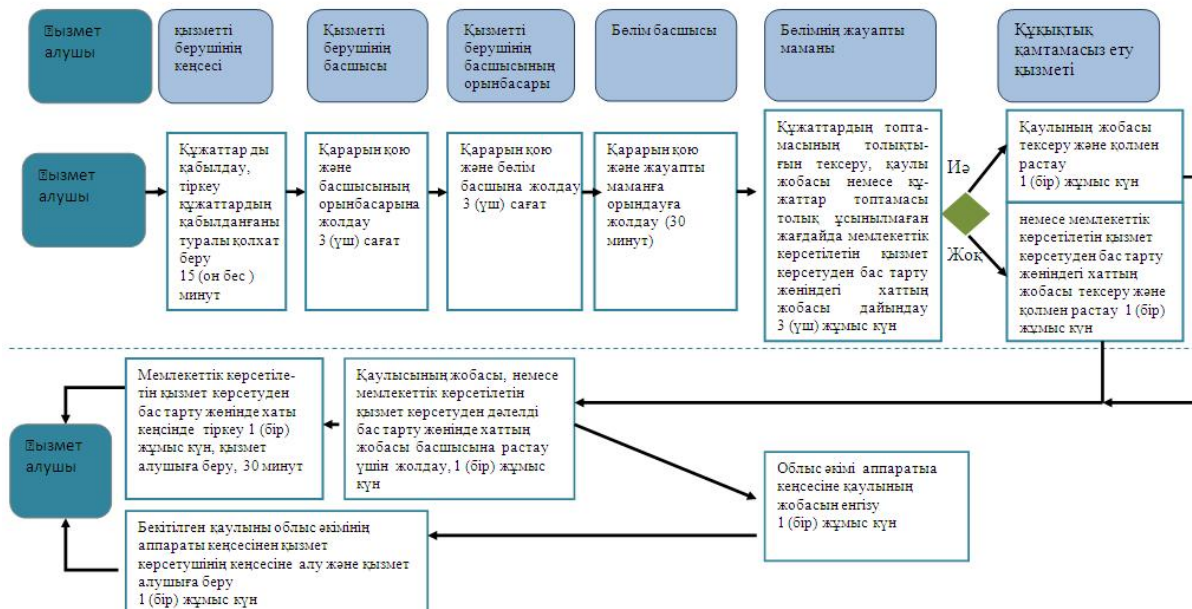 ызмет
алушы
қызметті
берушінің
кеңсесі
Қызметті
берушінің
басшысы
Қызметті
берушінің
басшысының
орынбасары
Бөлім басшысы
Бөлімнің жауапты
маманы
Құқықтық
қамтамасыз ету
қызметі
ызмет
алушы
Құжаттар ды
қабылдау,
тіркеу
құжаттардың
қабылданғаны
туралы қолхат
беру
15 (он бес )
минут
Қарарын қою
және
басшысының
орынбасарына
жолдау
3 (үш) сағат
Қарарын қою
және бөлім
басшына жолдау
3 (үш) сағат
Қарарын қою
және жауапты
маманға
орындауға
жолдау (30
минут)
Құжаттардың топта-
масының толықты-
ғын тексеру, қаулы
жобасы немесе құ-
жаттар топтамасы
толық ұсынылмаған
жағдайда мемлекеттік
көрсетілетін қызмет
көрсетуден бас тарту
жөніндегі хаттың
жобасы дайындау
3 (үш) жұмыс күн
Иә
Жоқ
Қаулының жобасы
тексеру және қолмен
растау
1 (бір) жұмыс күн
немесе мемлекеттік
көрсетілетін қызмет
көрсетуден бас тарту
жөніндегі хаттың
жобасы тексеру және
қолмен растау 1 (бір)
жұмыс күн
ызмет
алушы
Мемлекеттік көрсетіле-
тін қызмет көрсетуден
бас тарту жөнінде хаты
кеңсінде тіркеу 1 (бір)
жұмыс күн, қызмет
алушыға беру, 30 минут
Қаулысының жобасы, немесе
мемлекеттік көрсетілетін
қызмет көрсетуден дәлелді
бас тарту жөнінде хаттың
жобасы басшысына растау
үшін жолдау, 1 (бір) жұмыс
күн
Облыс әкімі аппаратыа
кеңсесіне қаулының
жобасын енгізу
1 (бір) жұмыс күн
Бекітілген қаулыны облыс әкімінің
аппараты кеңсесінен қызмет
көрсетушінің кеңсесіне алу және қызмет
алушыға беру
1 (бір) жұмыс күн